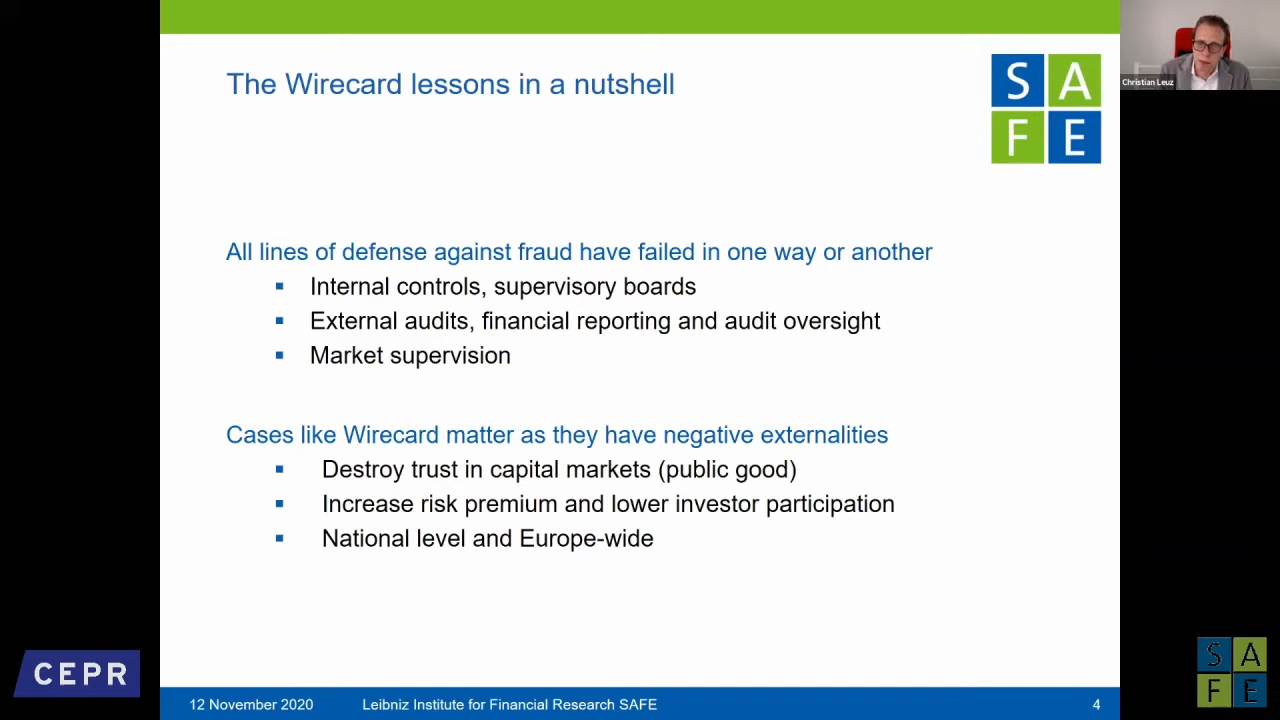 The Wirecard lessons in a nutshell
S A
F E
Christian Leuz
All lines of defense against fraud have failed in one way or another
Internal controls, supervisory boards
External audits, financial reporting and audit oversight
Market supervision
Cases like Wirecard matter as they have negative externalities
Destroy trust in capital markets (public good)
Increase risk premium and lower investor participation
National level and Europe-wide
CEPR
S A
F E
12 November 2020 Leibniz Institute for Financial Research SAFE 4